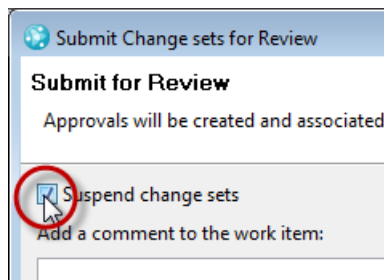 Submit Change sets for Review
Submit for Review
Approvals will be created and associated
Suspend change sets
Add a comment to the work item: